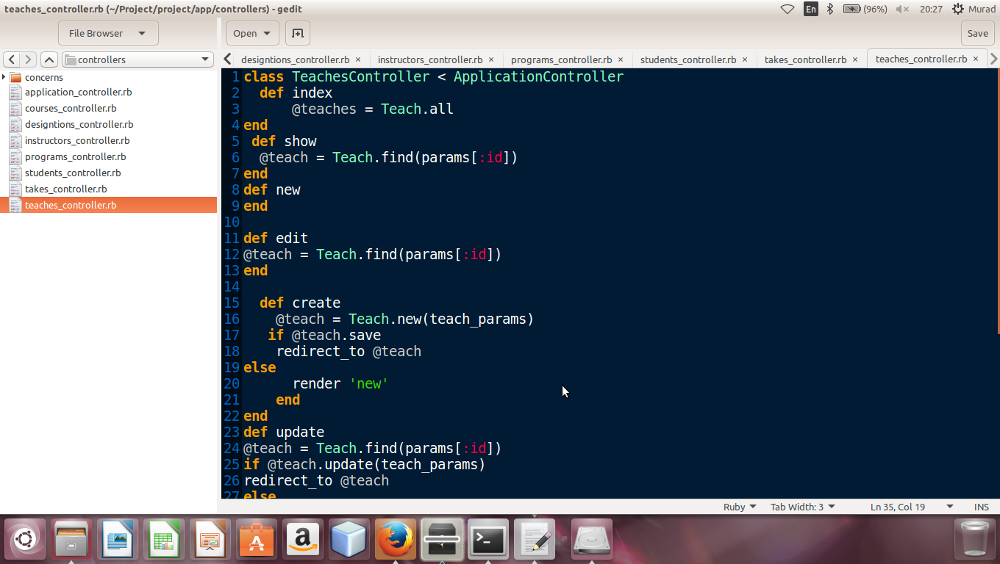 teaches_controller.rb (~/Project/project/app/controllers) - gedit
En
(96%)
20:27
Murad
File Browser
Open
Save
controllers
designtions_controller.rb ×
instructors_controller.rb ×
programs_controller.rb ×
students_controller.rb ×
takes_controller.rb ×
teaches_controller.rb ×
concerns
application_controller.rb
courses_controller.rb
designtions_controller.rb
instructors_controller.rb
programs_controller.rb
students_controller.rb
takes_controller.rb
teaches_controller.rb
1 class TeachesController < ApplicationController
2   def index
3       @teaches = Teach.all
4 end
5  def show
6   @teach = Teach.find(params[:id])
7 end
8 def new
9 end
10
11 def edit
12 @teach = Teach.find(params[:id])
13 end
14
15   def create
16     @teach = Teach.new(teach_params)
17    if @teach.save
18     redirect_to @teach
19 else
20       render 'new'
21     end
22 end
23 def update
24 @teach = Teach.find(params[:id])
25 if @teach.update(teach_params)
26 redirect_to @teach
27 else
Ruby
Tab Width: 3
Ln 35, Col 19
INS